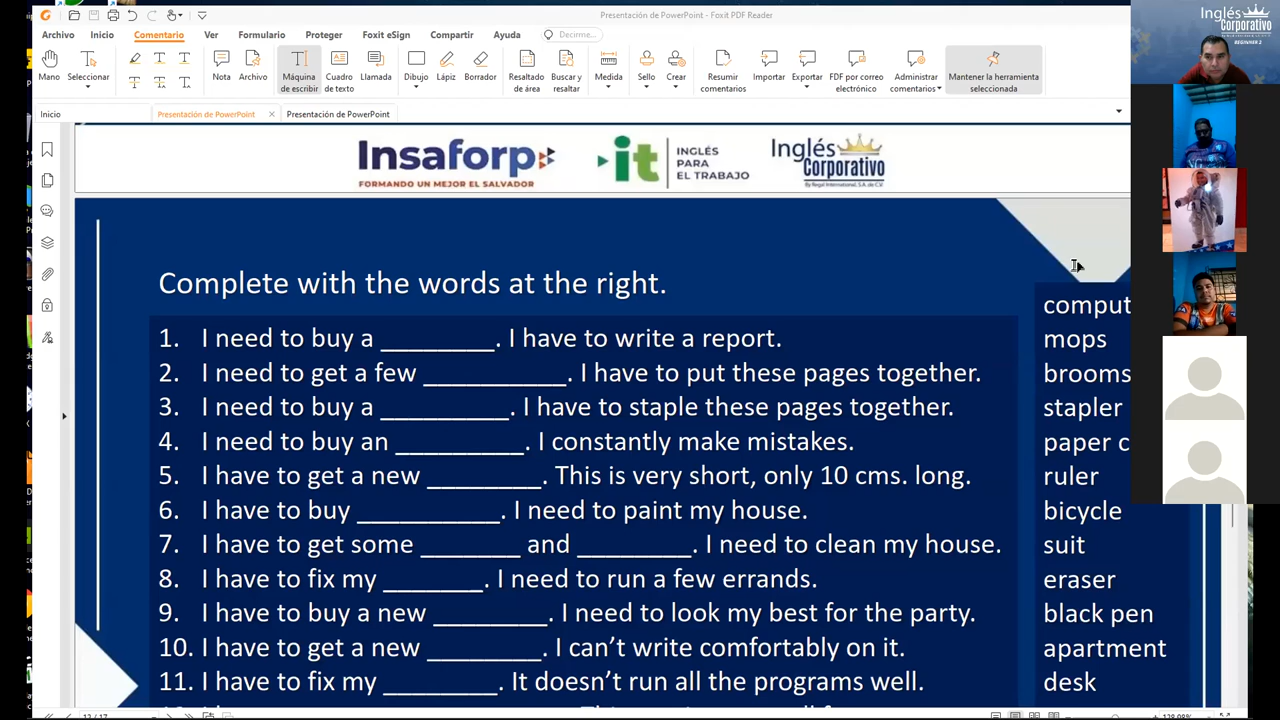 Presentación de PowerPoint - Foxit PDF Reader
Archivo Inicio Comentario Ver Formulario Proteger Foxit eSign Compartir Ayuda Decirme...
Mano Seleccionar Nota Archivo Máquina de escribir Cuadro de texto Llamada Dibujo Lápiz Borrador Resaltado de área Buscar y resaltar Medida Sello Crear Resumir comentarios Importar Exportar PDF por correo electrónico Administrar comentarios Mantener la herramienta seleccionada
Inicio Presentación de PowerPoint Presentación de PowerPoint
Inglés
Corporativo
BEGINNER 2
Insaforp
FORMANDO UN MEJOR EL SALVADOR
it
INGLÉS
PARA
EL TRABAJO
Inglés
Corporativo
By Regal International, S.A. de C.V.
Complete with the words at the right.
1. I need to buy a ________. I have to write a report.
2. I need to get a few __________. I have to put these pages together.
3. I need to buy a _________. I have to staple these pages together.
4. I need to buy an _________. I constantly make mistakes.
5. I have to get a new ________. This is very short, only 10 cms. long.
6. I have to buy __________. I need to paint my house.
7. I have to get some _______ and ________. I need to clean my house.
8. I have to fix my _______. I need to run a few errands.
9. I have to buy a new ________. I need to look my best for the party.
10. I have to get a new ________. I can't write comfortably on it.
11. I have to fix my ________. It doesn't run all the programs well.
comput
mops
brooms
stapler
paper c
ruler
bicycle
suit
eraser
black pen
apartment
desk